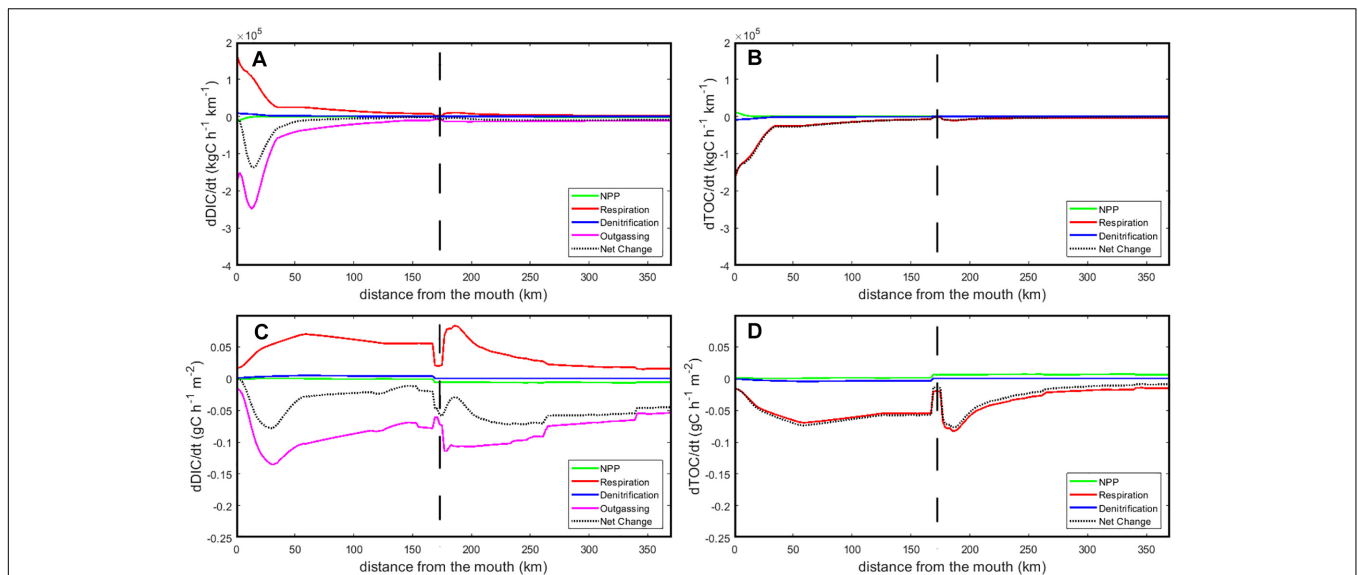 ×10⁵
2
1
0
-1
-2
-3
-4
dDIC/dt (kgC h⁻¹ km⁻¹)
A
NPP
Respiration
Denitrification
Outgassing
Net Change
0 50 100 150 200 250 300 350
distance from the mouth (km)
×10⁵
2
1
0
-1
-2
-3
-4
dTOC/dt (kgC h⁻¹ km⁻¹)
B
NPP
Respiration
Denitrification
Net Change
0 50 100 150 200 250 300 350
distance from the mouth (km)
0.05
0
-0.05
-0.1
-0.15
-0.2
-0.25
dDIC/dt (gC h⁻¹ m⁻²)
C
NPP
Respiration
Denitrification
Outgassing
Net Change
0 50 100 150 200 250 300 350
distance from the mouth (km)
0.05
0
-0.05
-0.1
-0.15
-0.2
-0.25
dTOC/dt (gC h⁻¹ m⁻²)
D
NPP
Respiration
Denitrification
Net Change
0 50 100 150 200 250 300 350
distance from the mouth (km)